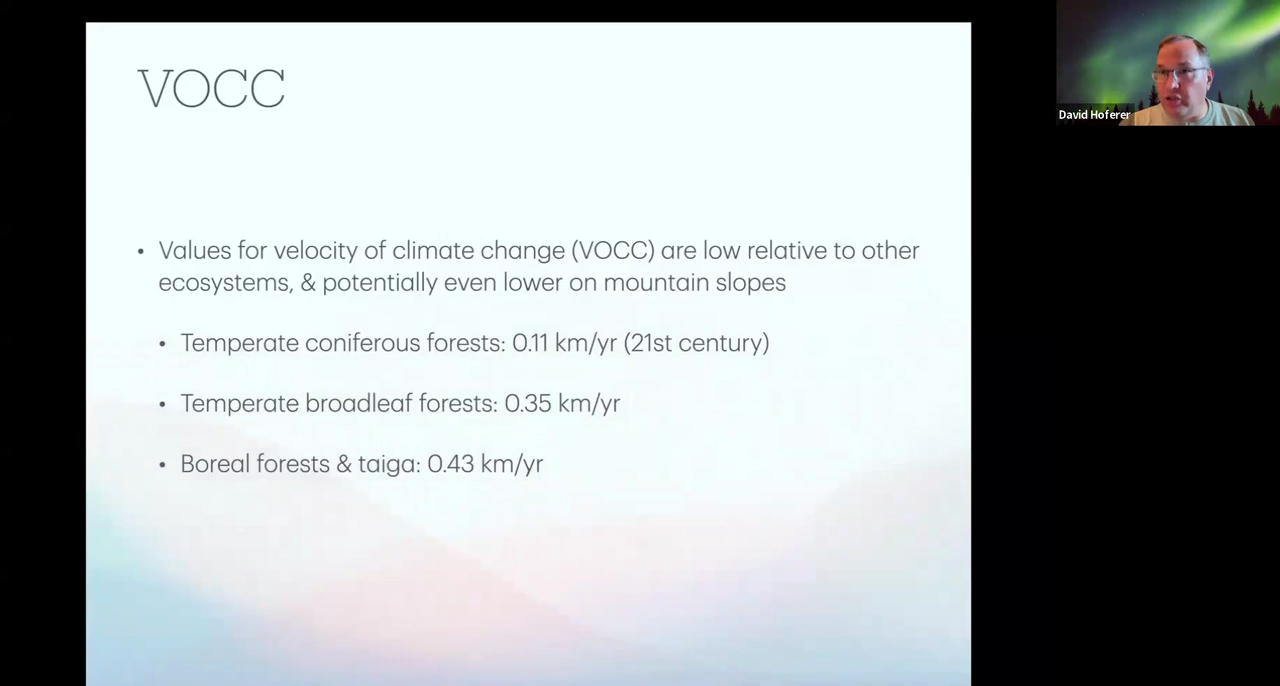 VOCC
• Values for velocity of climate change (VOCC) are low relative to other
ecosystems, & potentially even lower on mountain slopes
• Temperate coniferous forests: 0.11 km/yr (21st century)
• Temperate broadleaf forests: 0.35 km/yr
• Boreal forests & taiga: 0.43 km/yr
David Hoferer